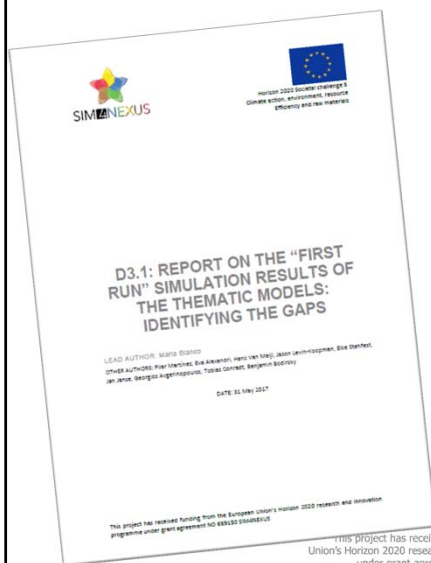 SIM4NEXUS
Horizon 2020 Societal challenge 5
Climate action, environment, resource
Efficiency and raw materials
D3.1: REPORT ON THE “FIRST
RUN” SIMULATION RESULTS OF
THE THEMATIC MODELS:
IDENTIFYING THE GAPS
LEAD AUTHOR: Maria Blanco
OTHER AUTHORS: Pilar Martinez, Eva Alexandri, Hans Van Meijl, Jason Levin-Koopman, Elke Stehfest,
Jan Janse, Georgios Avgerinopoulos, Tobias Conradt, Benjamin Bodirsky
DATE: 31 May 2017
This project has received funding from the European Union's Horizon 2020 research and innovation
programme under grant agreement NO 689150 SIM4NEXUS
This project has recei
Union's Horizon 2020 resea
under grant agre